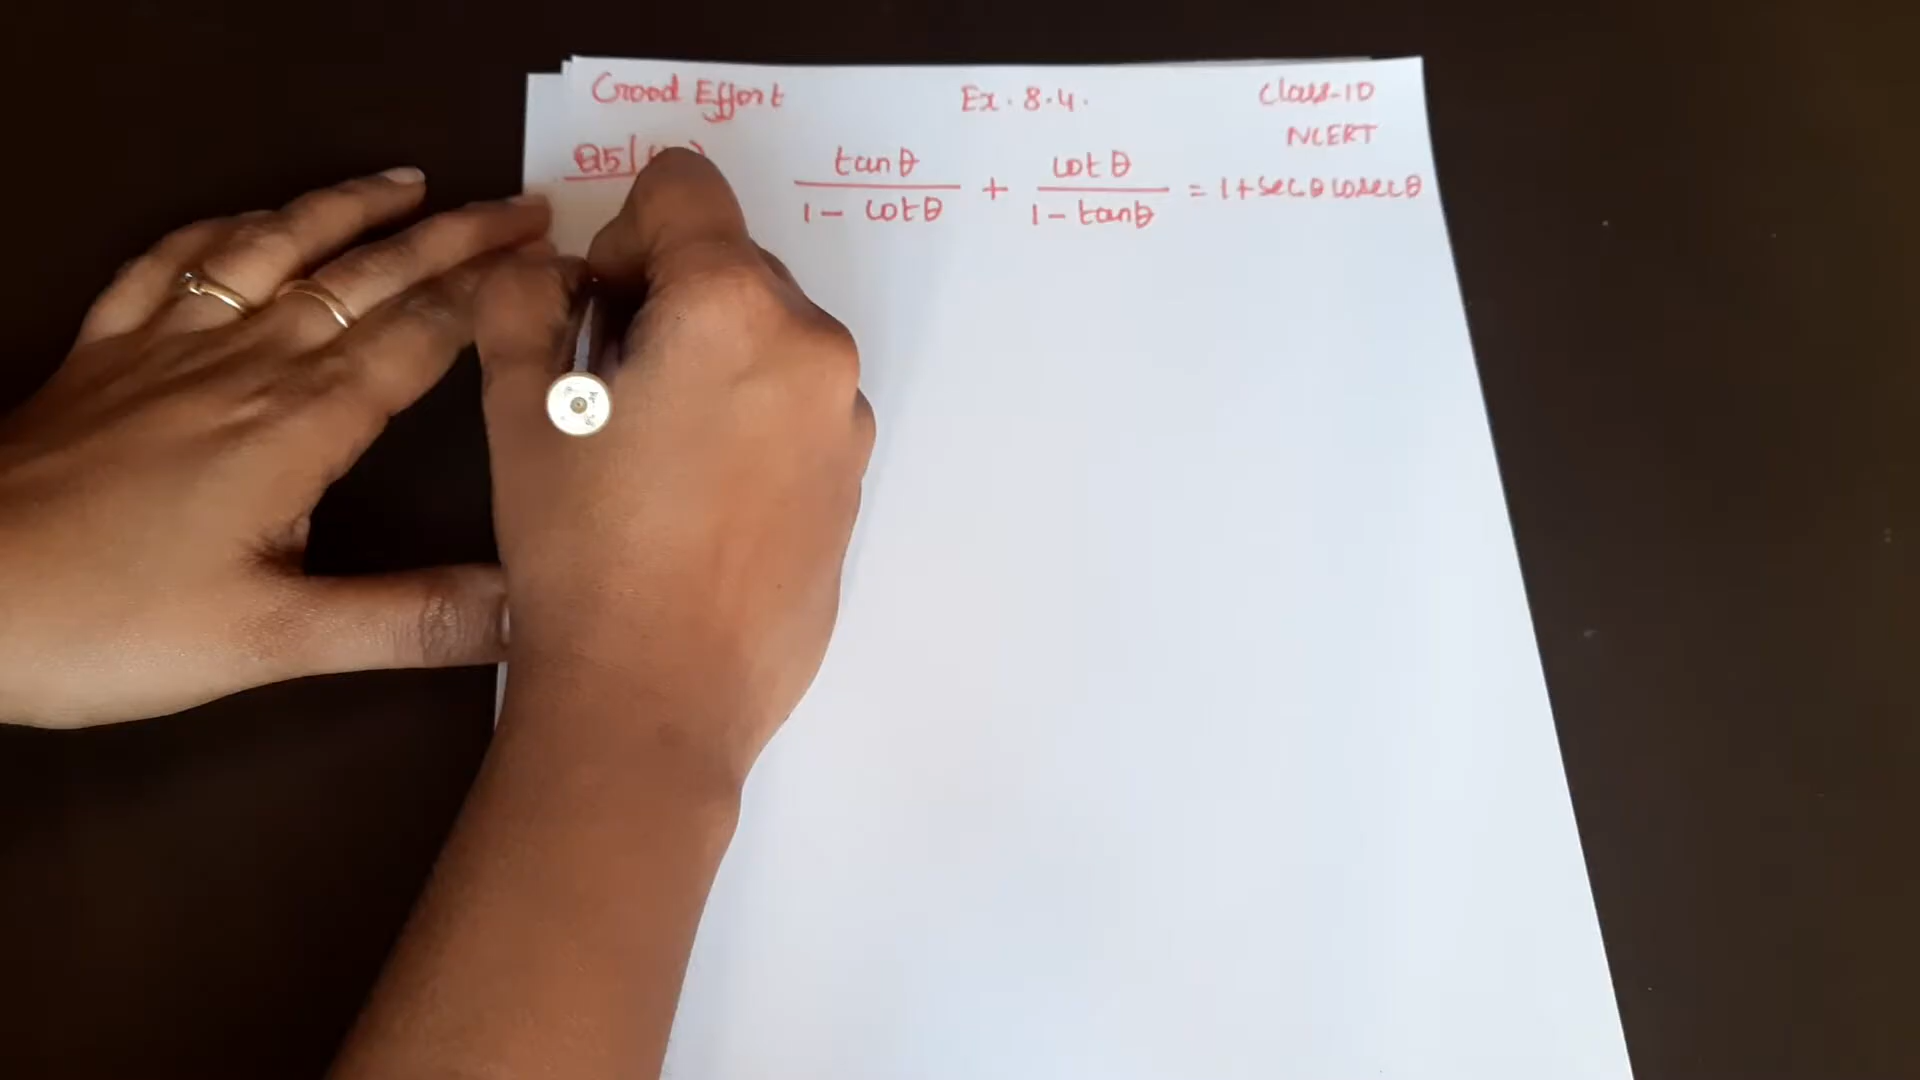 Good Effort Ex. 8.4. Class-10
NCERT
Q5 tanθ / 1 - cotθ + cotθ / 1 - tanθ = 1+secθ cosecθ